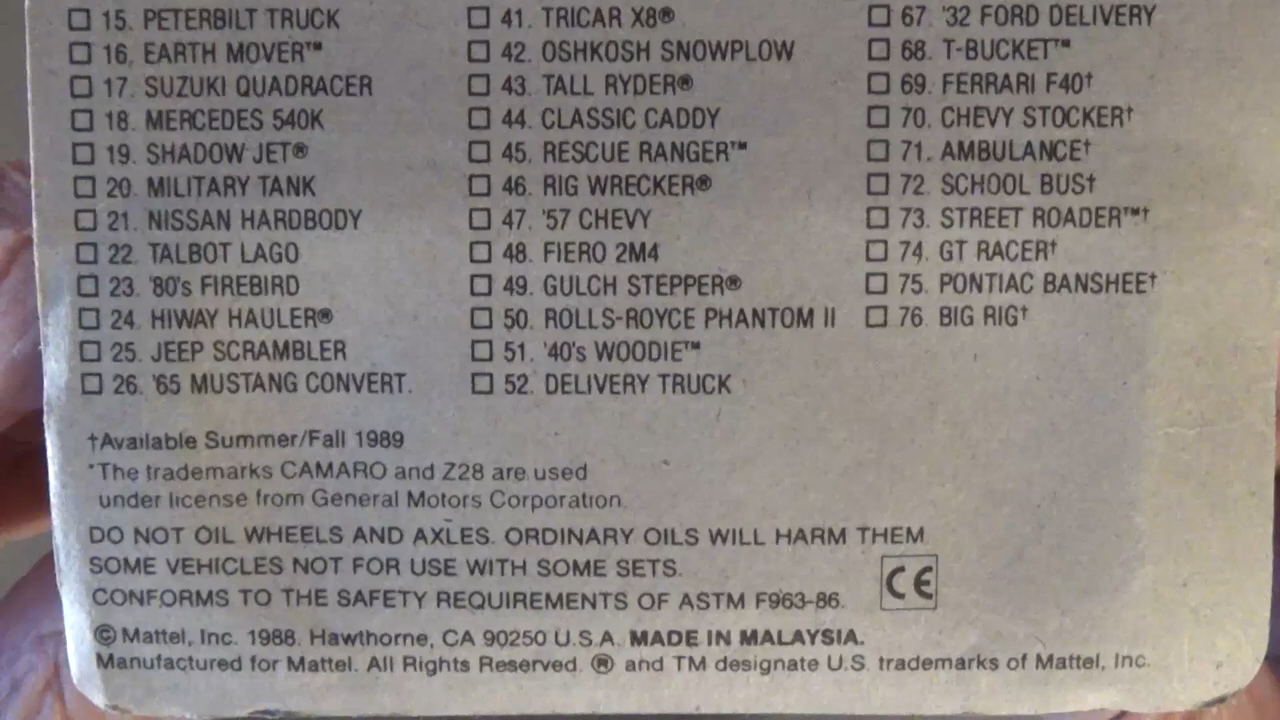 ☐ 15. PETERBILT TRUCK
☐ 16. EARTH MOVER™
☐ 17. SUZUKI QUADRACER
☐ 18. MERCEDES 540K
☐ 19. SHADOW JET®
☐ 20. MILITARY TANK
☐ 21. NISSAN HARDBODY
☐ 22. TALBOT LAGO
☐ 23. '80's FIREBIRD
☐ 24. HIWAY HAULER®
☐ 25. JEEP SCRAMBLER
☐ 26. '65 MUSTANG CONVERT.
☐ 41. TRICAR X8®
☐ 42. OSHKOSH SNOWPLOW
☐ 43. TALL RYDER®
☐ 44. CLASSIC CADDY
☐ 45. RESCUE RANGER™
☐ 46. RIG WRECKER®
☐ 47. '57 CHEVY
☐ 48. FIERO 2M4
☐ 49. GULCH STEPPER®
☐ 50. ROLLS-ROYCE PHANTOM II
☐ 51. '40's WOODIE™
☐ 52. DELIVERY TRUCK
☐ 67. '32 FORD DELIVERY
☐ 68. T-BUCKET™
☐ 69. FERRARI F40†
☐ 70. CHEVY STOCKER†
☐ 71. AMBULANCE†
☐ 72. SCHOOL BUS†
☐ 73. STREET ROADER™†
☐ 74. GT RACER†
☐ 75. PONTIAC BANSHEE†
☐ 76. BIG RIG†
†Available Summer/Fall 1989
*The trademarks CAMARO and Z28 are used
under license from General Motors Corporation.
DO NOT OIL WHEELS AND AXLES. ORDINARY OILS WILL HARM THEM.
SOME VEHICLES NOT FOR USE WITH SOME SETS.
CONFORMS TO THE SAFETY REQUIREMENTS OF ASTM F963-86.
CE
© Mattel, Inc. 1988. Hawthorne, CA 90250 U.S.A. MADE IN MALAYSIA.
Manufactured for Mattel. All Rights Reserved. ® and TM designate U.S. trademarks of Mattel, Inc.